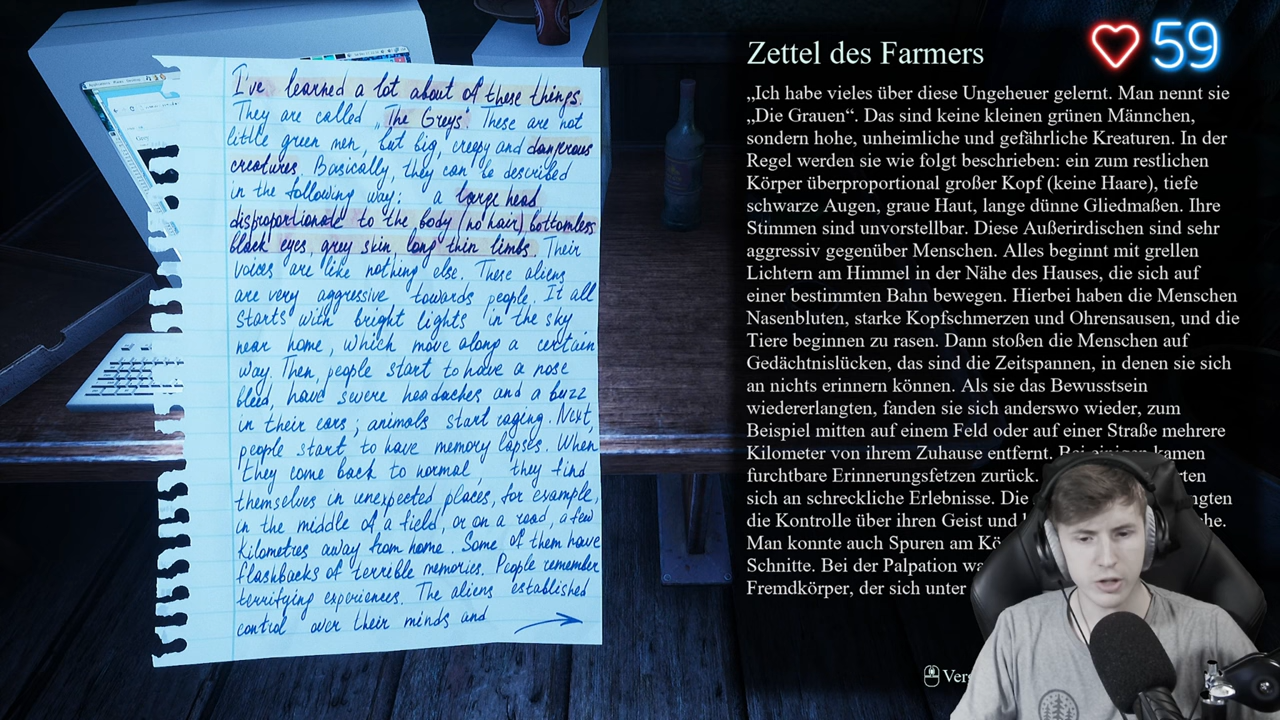 I've learned a lot about of these things.
They are called „The Greys". These are not
little green men, but big, creepy and dangerous
creatures. Basically, they can be described
in the following way: a large head
disproportionate to the body (no hair) bottomless
black eyes, grey skin long thin limbs. Their
voices are like nothing else. These aliens
are very aggressive towards people. It all
starts with bright lights in the sky
near home, which move along a certain
way. Then, people start to have a nose
bleed, have severe headaches and a buzz
in their ears; animals start raging. Next,
people start to have memory lapses. When
they come back to normal, they find
themselves in unexpected places, for example,
in the middle of a field, or on a road, a few
kilometres away from home. Some of them have
flashbacks of terrible memories. People remember
terrifying experiences. The aliens established
control over their minds and
Zettel des Farmers
59
„Ich habe vieles über diese Ungeheuer gelernt. Man nennt sie
„Die Grauen“. Das sind keine kleinen grünen Männchen,
sondern hohe, unheimliche und gefährliche Kreaturen. In der
Regel werden sie wie folgt beschrieben: ein zum restlichen
Körper überproportional großer Kopf (keine Haare), tiefe
schwarze Augen, graue Haut, lange dünne Gliedmaßen. Ihre
Stimmen sind unvorstellbar. Diese Außerirdischen sind sehr
aggressiv gegenüber Menschen. Alles beginnt mit grellen
Lichtern am Himmel in der Nähe des Hauses, die sich auf
einer bestimmten Bahn bewegen. Hierbei haben die Menschen
Nasenbluten, starke Kopfschmerzen und Ohrensausen, und die
Tiere beginnen zu rasen. Dann stoßen die Menschen auf
Gedächtnislücken, das sind die Zeitspannen, in denen sie sich
an nichts erinnern können. Als sie das Bewusstsein
wiedererlangten, fanden sie sich anderswo wieder, zum
Beispiel mitten auf einem Feld oder auf einer Straße mehrere
Kilometer von ihrem Zuhause entfernt. Bei einigen kamen
furchtbare Erinnerungsfetzen zurück.
sich an schreckliche Erlebnisse. Die
die Kontrolle über ihren Geist und
Man konnte auch Spuren am
Schnitte. Bei der Palpation
Fremdkörper, der sich unter